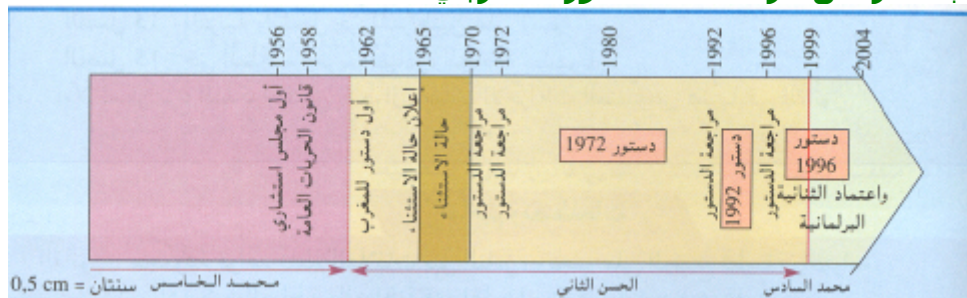 1956
1958
1962
1965
1970
1972
1980
1992
1996
1999
2004
أول مجلس استشاري
قانون الحريات العامة
أول دستور للمغرب
إعلان حالة الاستثناء
حالة الاستثناء
مراجعة الدستور
مراجعة الدستور
دستور 1972
مراجعة الدستور
دستور 1992
مراجعة الدستور
دستور
1996
واعتماد الثنائية
البرلمانية
0,5 cm = سنتان
محمد الخامس
الحسن الثاني
محمد السادس